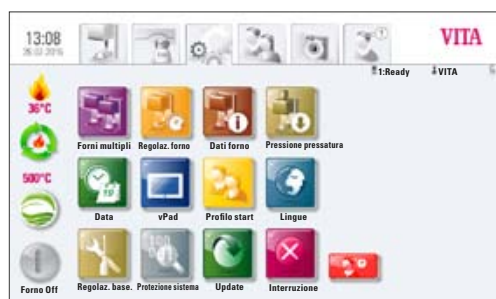 13:08
VITA
1:Ready VITA
36°C
Forni multipli Regolaz. forno Dati forno Pressione pressatura
500°C
Data vPad Profilo start Lingue
Forno Off Regolaz. base. Protezione sistema Update Interruzione